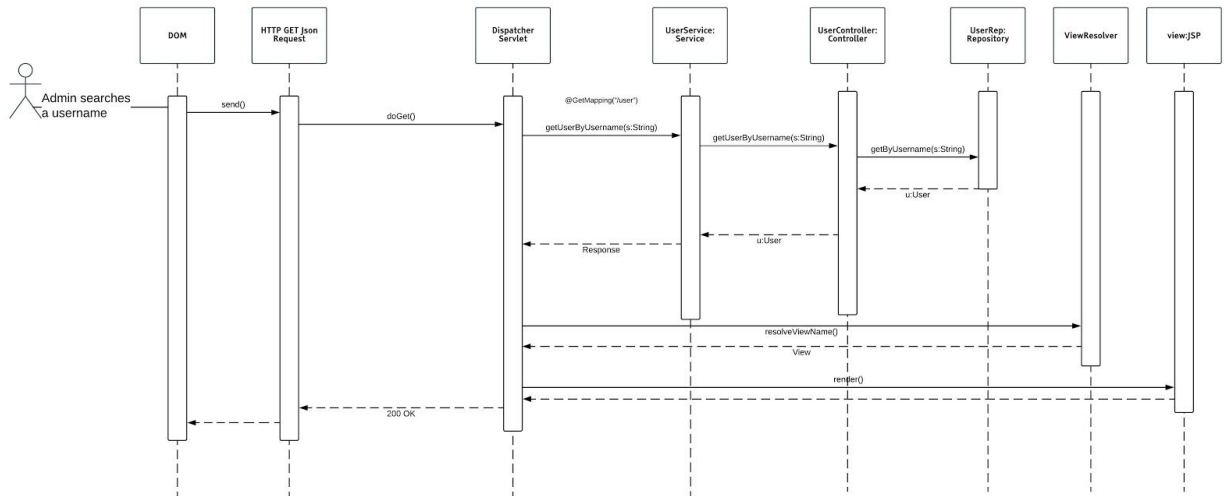 DOM
HTTP GET Json
Request
Dispatcher
Servlet
UserService:
Service
UserController:
Controller
UserRep:
Repository
ViewResolver
view:JSP
Admin searches
a username
send()
doGet()
@GetMapping("/user")
getUserByUsername(s:String)
getUserByUsername(s:String)
getByUsername(s:String)
u:User
u:User
Response
resolveViewName()
View
render()
200 OK